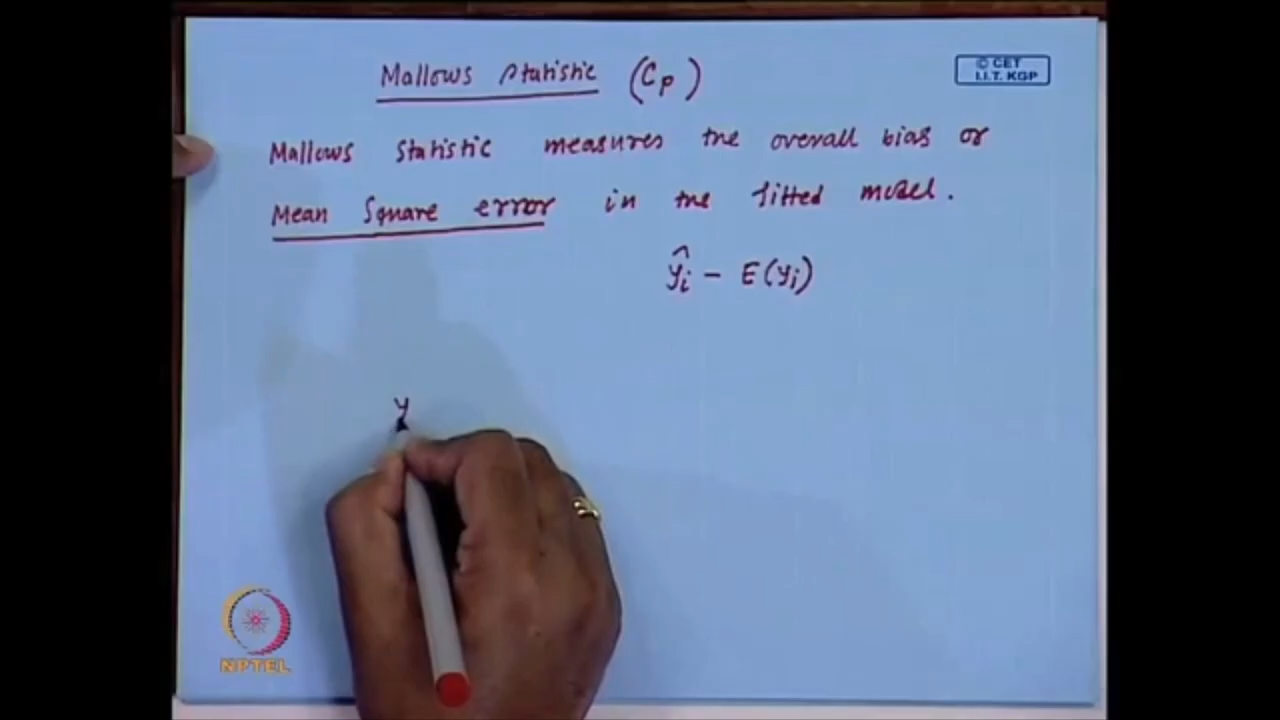 Mallows Statistic (Cp)
© CET
I.I.T. KGP
Mallows Statistic measures the overall bias or
Mean Square error in the fitted model.
ŷi - E(yi)
y
NPTEL